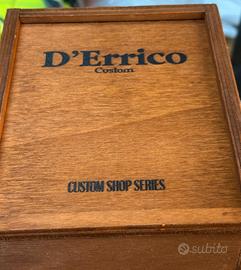 D'Errico
Custom
CUSTOM SHOP SERIES
subito